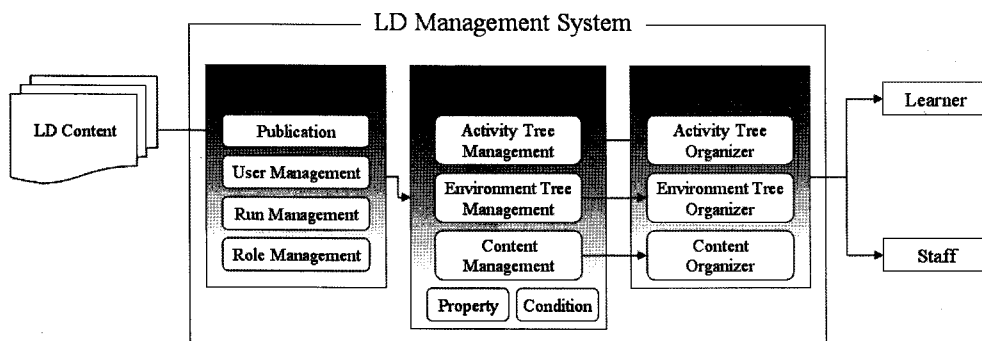 LD Management System
LD Content
Publication
User Management
Run Management
Role Management
Activity Tree
Management
Environment Tree
Management
Content
Management
Property
Condition
Activity Tree
Organizer
Environment Tree
Organizer
Content
Organizer
Learner
Staff